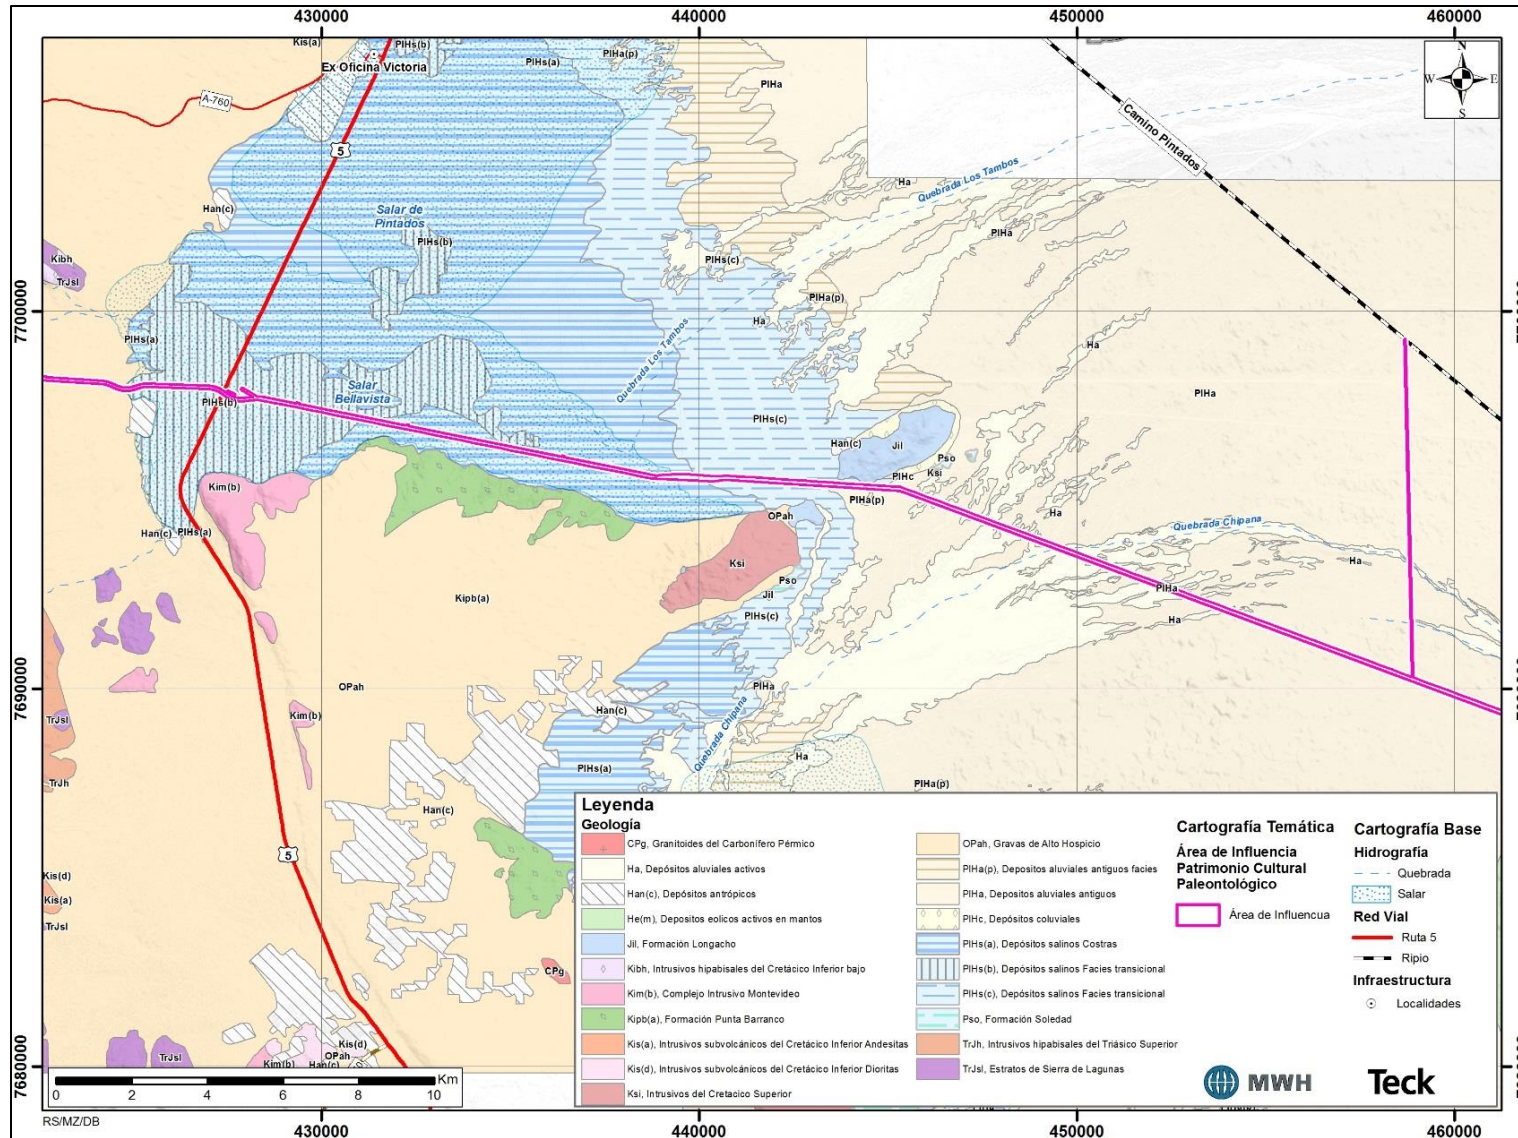 430000
440000
450000
460000
Kis(a)
PlHs(b)
PlHs(a)
PlHa(p)
Ex Oficina Victoria
PlHa
N
W
E
S
A-760
5
Camino Pintados
Quebrada Los Tambos
Ha
Han(c)
Salar de
Pintados
PlHs(b)
Ha
Kibh
TrJsl
PlHs(c)
7700000
PlHa(p)
Ha
PlHs(a)
Ha
Quebrada Los Tambos
Salar
Bellavista
PlHa
PlHs(b)
PlHs(c)
Han(c)
Jil
Pso
Ksi
PlHc
Kim(b)
PlHa(p)
OPah
Ha
Quebrada Chipana
Han(c)
PlHs(a)
Ksi
Ha
Pso
Jil
PlHa
Kipb(a)
PlHs(c)
Ha
OPah
PlHa
7690000
Han(c)
Kim(b)
TrJsl
Quebrada Chipana
Ha
PlHs(a)
TrJh
PlHa(p)
Han(c)
5
Kis(d)
Kis(a)
TrJsl
CPg
Kis(d)
TrJsl
OPah
Kim(b)
Han(c)
7680000
Leyenda
Geología
CPg, Granitoides del Carbonífero Pérmico
Ha, Depósitos aluviales activos
Han(c), Depósitos antrópicos
He(m), Depositos eolicos activos en mantos
Jil, Formación Longacho
Kibh, Intrusivos hipabisales del Cretácico Inferior bajo
Kim(b), Complejo Intrusivo Montevideo
Kipb(a), Formación Punta Barranco
Kis(a), Intrusivos subvolcánicos del Cretácico Inferior Andesitas
Kis(d), Intrusivos subvolcánicos del Cretácico Inferior Dioritas
Ksi, Intrusivos del Cretacico Superior
OPah, Gravas de Alto Hospicio
PlHa(p), Depositos aluviales antiguos facies
PlHa, Depositos aluviales antiguos
PlHc, Depósitos coluviales
PlHs(a), Depósitos salinos Costras
PlHs(b), Depósitos salinos Facies transicional
PlHs(c), Depósitos salinos Facies transicional
Pso, Formación Soledad
TrJh, Intrusivos hipabisales del Triásico Superior
TrJsl, Estratos de Sierra de Lagunas
Cartografía Temática
Área de Influencia
Patrimonio Cultural
Paleontológico
Área de Influencua
Cartografía Base
Hidrografía
Quebrada
Salar
Red Vial
Ruta 5
Ripio
Infraestructura
Localidades
MWH
Teck
0
2
4
6
8
10
Km
RS/MZ/DB
430000
440000
450000
460000